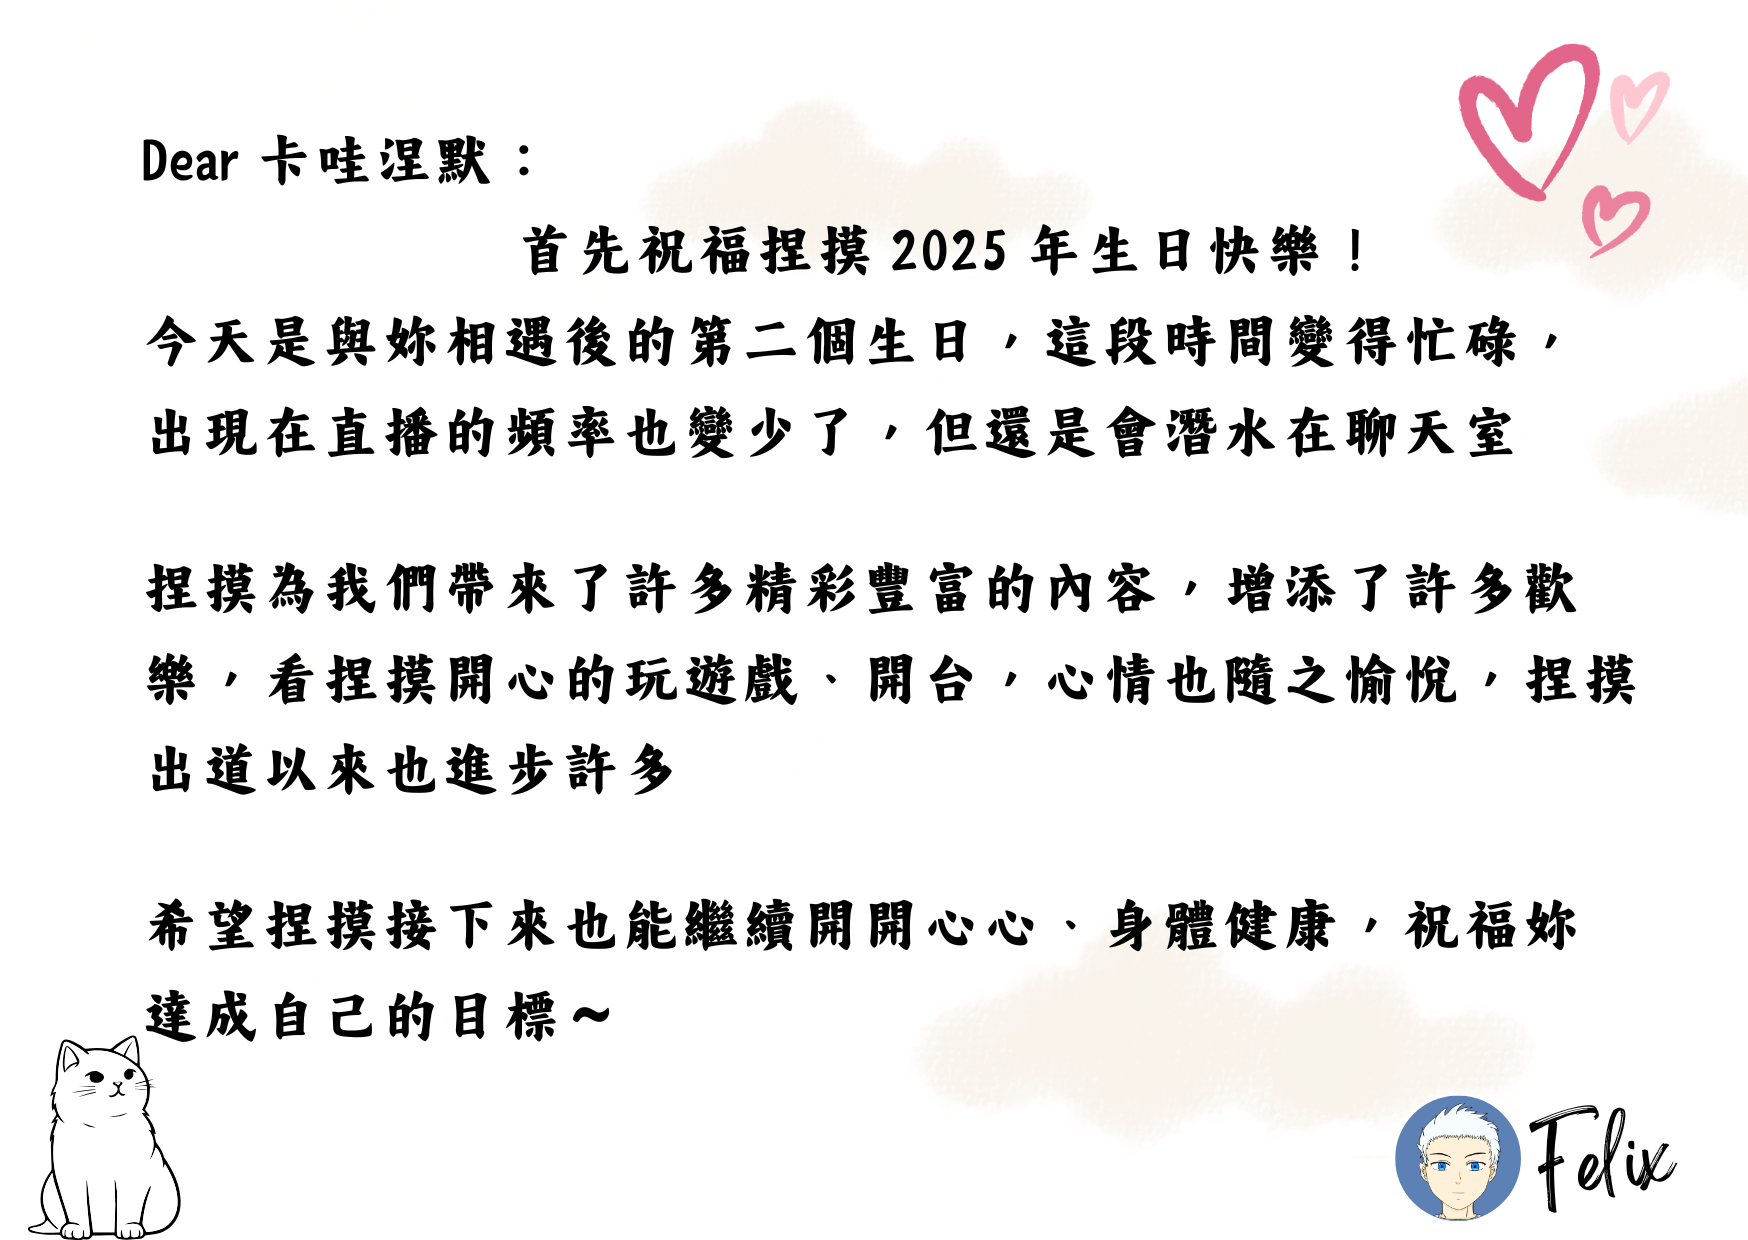 Dear 卡哇涅默：
首先祝福捏摸 2025 年生日快樂！
今天是與妳相遇後的第二個生日，這段時間變得忙碌，
出現在直播的頻率也變少了，但還是會潛水在聊天室
捏摸為我們帶來了許多精彩豐富的內容，增添了許多歡
樂，看捏摸開心的玩遊戲、開台，心情也隨之愉悅，捏摸
出道以來也進步許多
希望捏摸接下來也能繼續開開心心、身體健康，祝福妳
達成自己的目標~
Felix